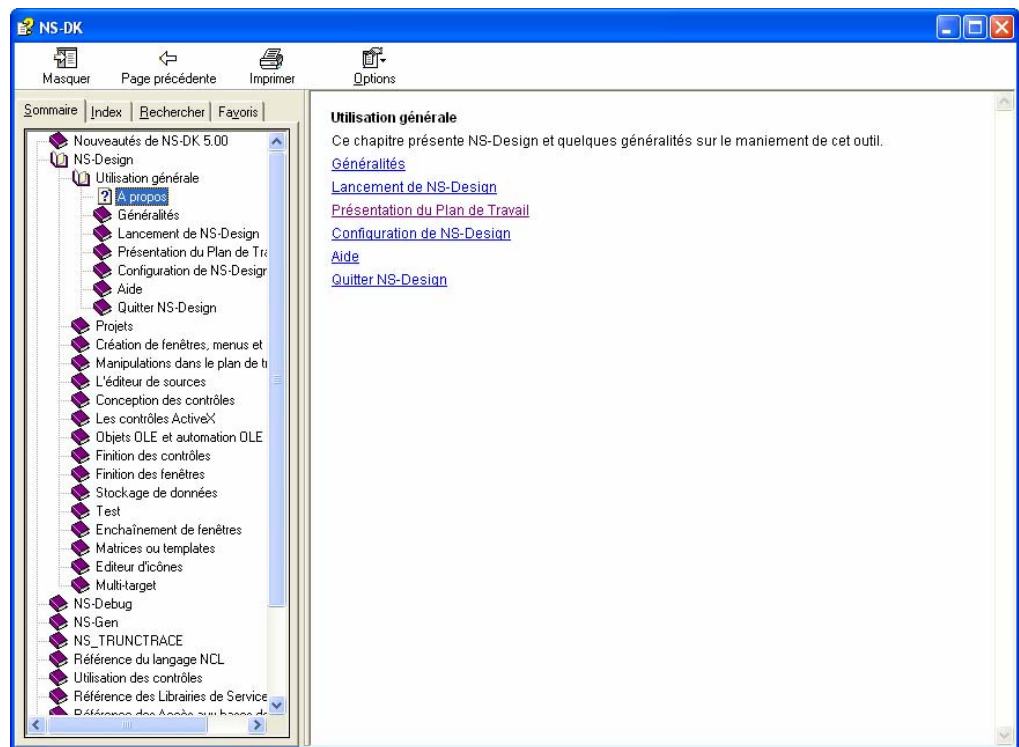 NS-DK
Masquer Page précédente Imprimer Options
Sommaire Index Rechercher Favoris
Nouveautés de NS-DK 5.00
NS-Design
Utilisation générale
A propos
Généralités
Lancement de NS-Design
Présentation du Plan de Tra
Configuration de NS-Design
Aide
Quitter NS-Design
Projets
Création de fenêtres, menus et
Manipulations dans le plan de tr
L'éditeur de sources
Conception des contrôles
Les contrôles ActiveX
Objets OLE et automation OLE
Finition des contrôles
Finition des fenêtres
Stockage de données
Test
Enchaînement de fenêtres
Matrices ou templates
Editeur d'icônes
Multi-target
NS-Debug
NS-Gen
NS_TRUNCTRACE
Référence du langage NCL
Utilisation des contrôles
Référence des Librairies de Service
Référence des Accès aux bases de
Utilisation générale
Ce chapitre présente NS-Design et quelques généralités sur le maniement de cet outil.
Généralités
Lancement de NS-Design
Présentation du Plan de Travail
Configuration de NS-Design
Aide
Quitter NS-Design